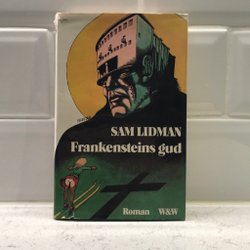 SAM LIDMAN
Frankensteins gud
Roman W&W